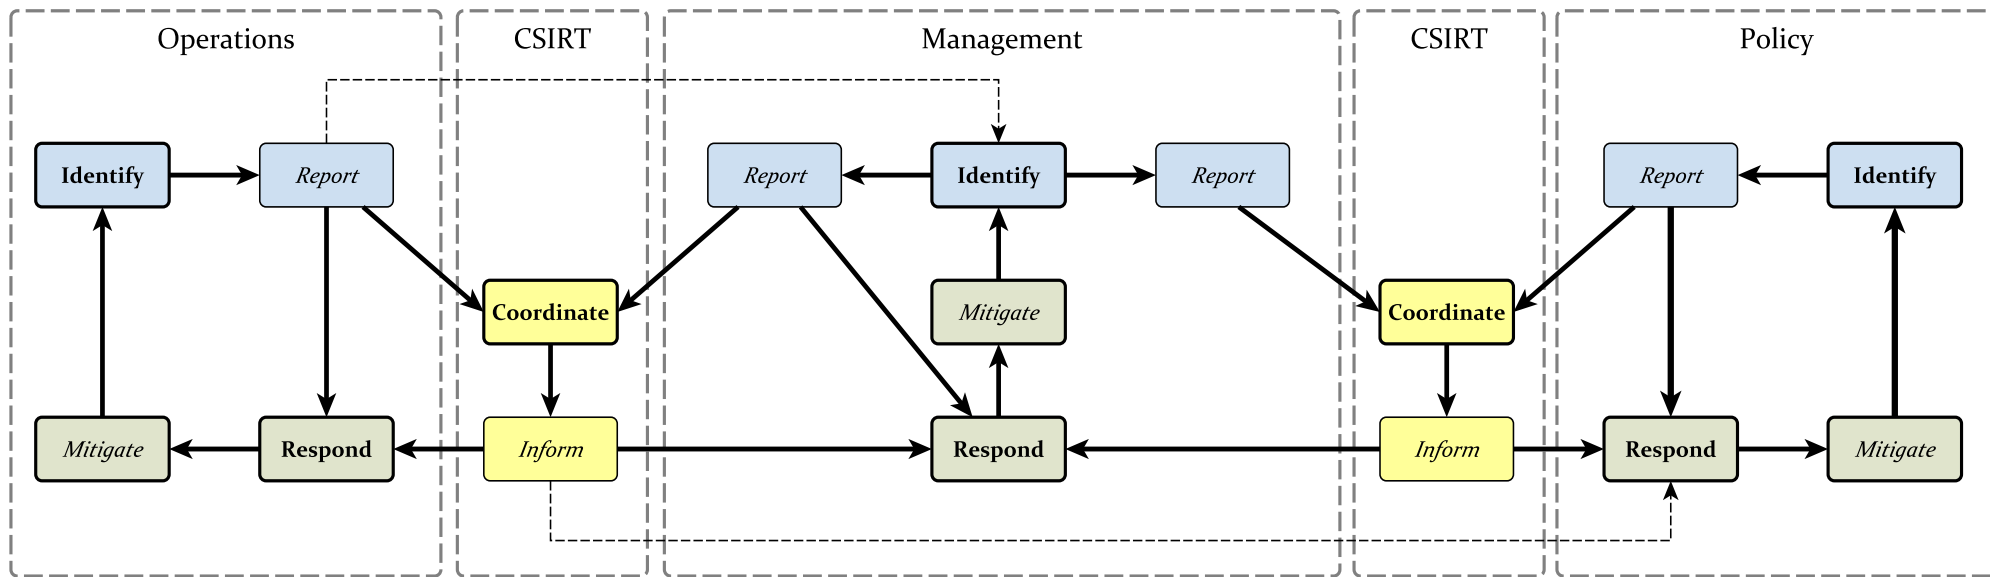 Operations
CSIRT
Management
CSIRT
Policy
Identify
Report
Report
Identify
Report
Report
Identify
Coordinate
Mitigate
Coordinate
Mitigate
Respond
Inform
Respond
Inform
Respond
Mitigate